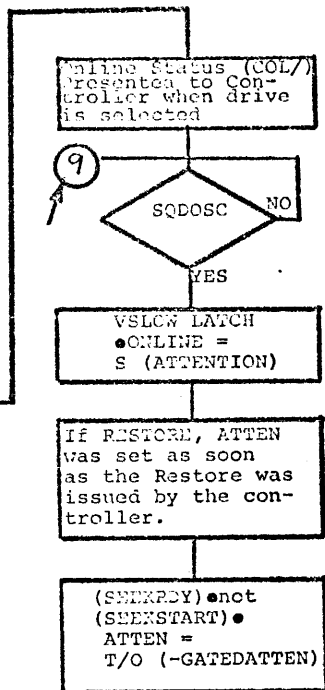 Online Status (COL/)
Presented to Con-
troller when drive
is selected
9
SQDOSC
NO
YES
VSLOW LATCH
●ONLINE =
S (ATTENTION)
If RESTORE, ATTEN
was set as soon
as the Restore was
issued by the con-
troller.
(SEEKRDY)●not
(SEEKSTART)●
ATTEN =
T/O (-GATEDATTEN)